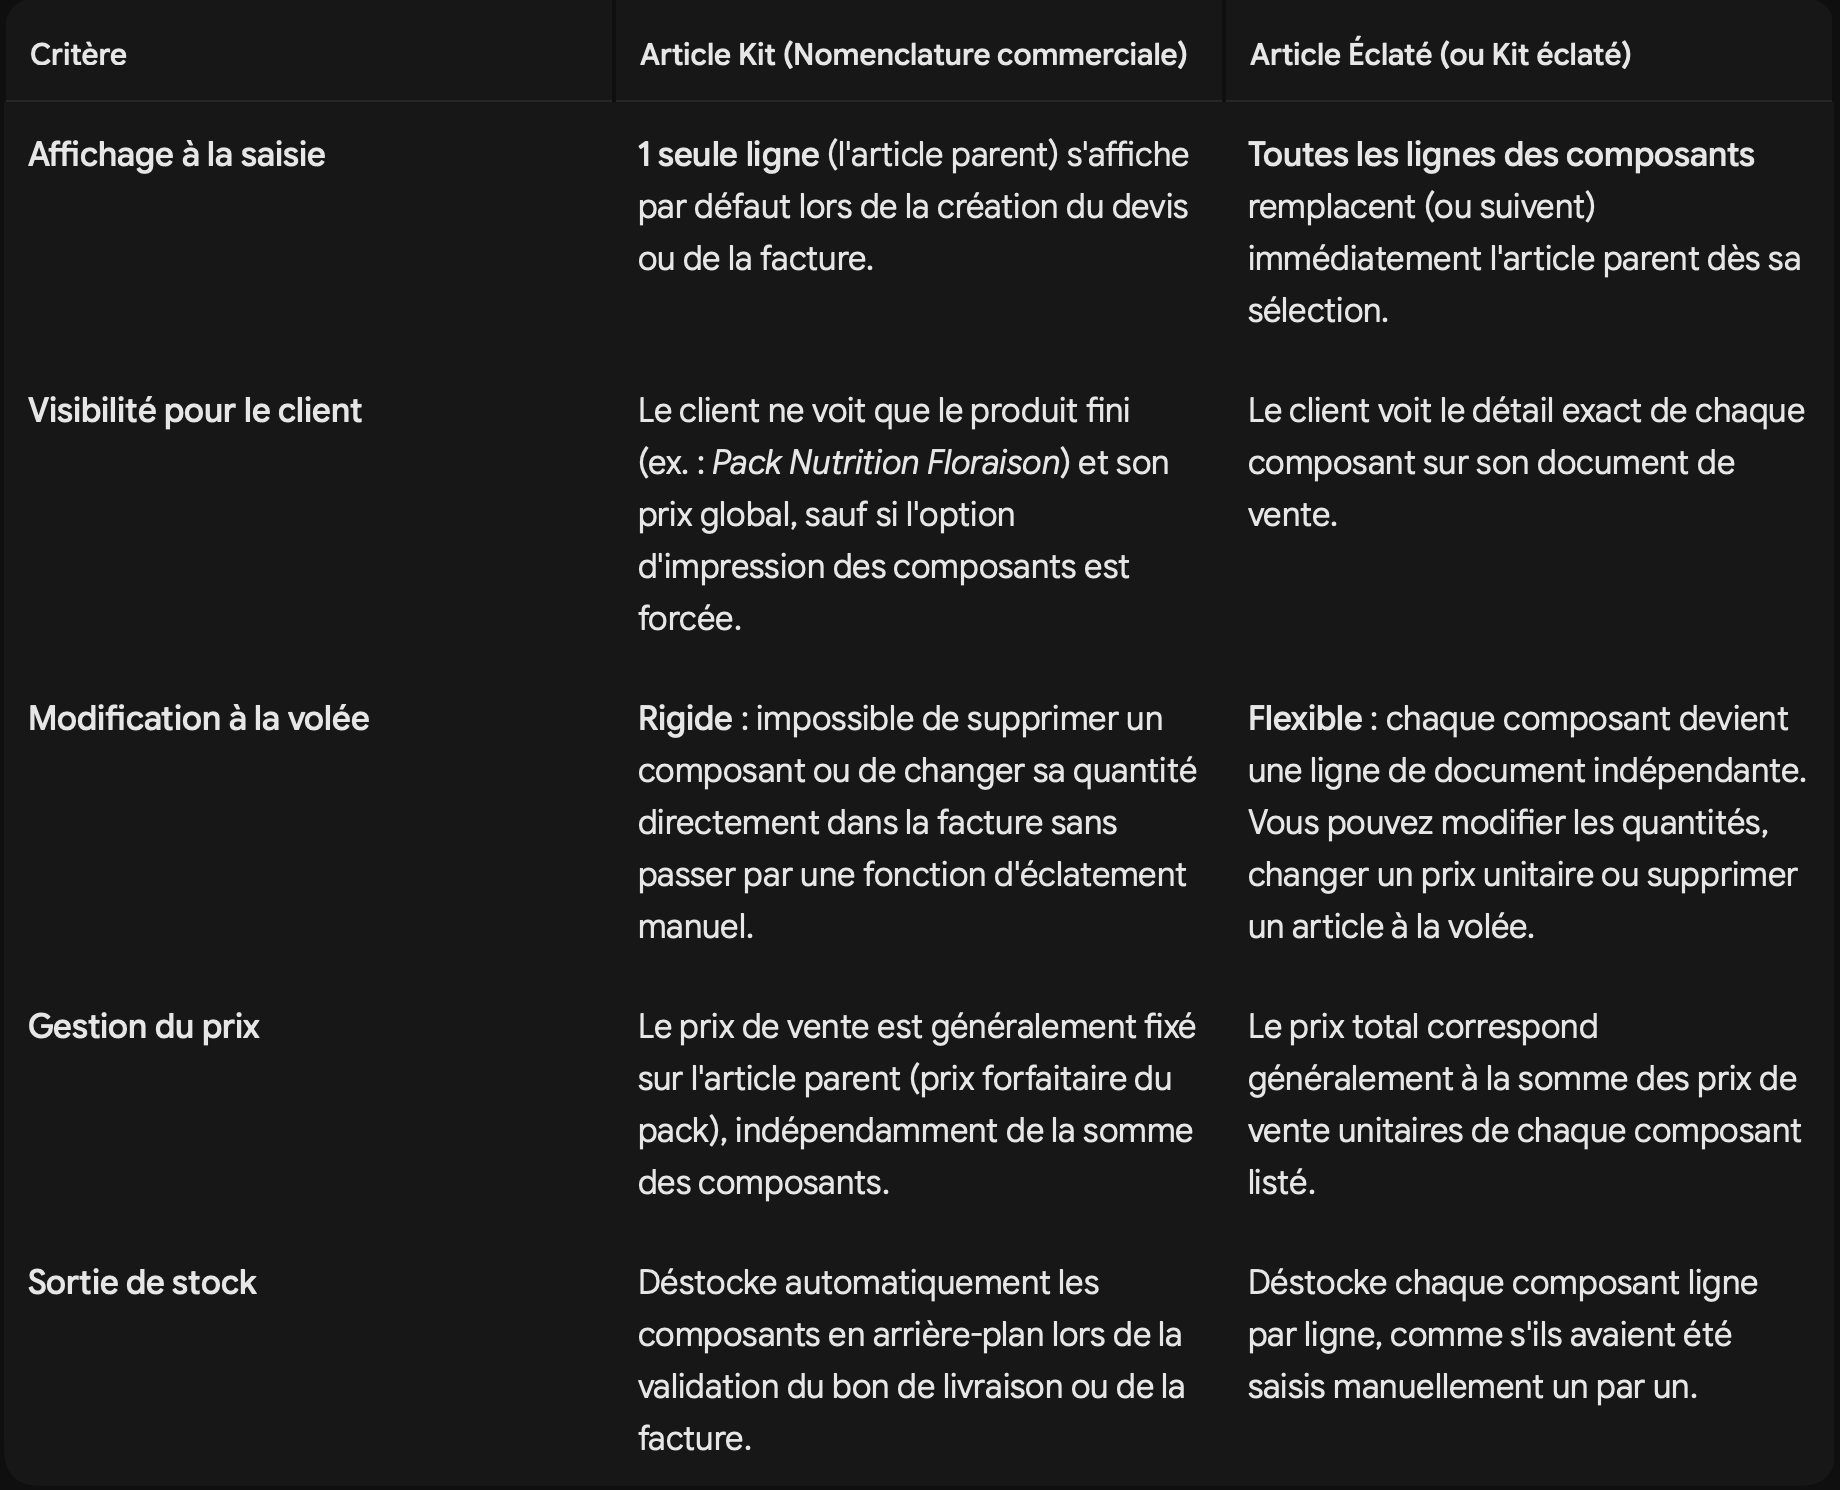 Critère
Article Kit (Nomenclature commerciale)
Article Éclaté (ou Kit éclaté)
Affichage à la saisie
1 seule ligne (l'article parent) s'affiche
par défaut lors de la création du devis
ou de la facture.
Toutes les lignes des composants
remplacent (ou suivent)
immédiatement l'article parent dès sa
sélection.
Visibilité pour le client
Le client ne voit que le produit fini
(ex. : Pack Nutrition Floraison) et son
prix global, sauf si l'option
d'impression des composants est
forcée.
Le client voit le détail exact de chaque
composant sur son document de
vente.
Modification à la volée
Rigide : impossible de supprimer un
composant ou de changer sa quantité
directement dans la facture sans
passer par une fonction d'éclatement
manuel.
Flexible : chaque composant devient
une ligne de document indépendante.
Vous pouvez modifier les quantités,
changer un prix unitaire ou supprimer
un article à la volée.
Gestion du prix
Le prix de vente est généralement fixé
sur l'article parent (prix forfaitaire du
pack), indépendamment de la somme
des composants.
Le prix total correspond
généralement à la somme des prix de
vente unitaires de chaque composant
listé.
Sortie de stock
Déstocke automatiquement les
composants en arrière-plan lors de la
validation du bon de livraison ou de la
facture.
Déstocke chaque composant ligne
par ligne, comme s'ils avaient été
saisis manuellement un par un.